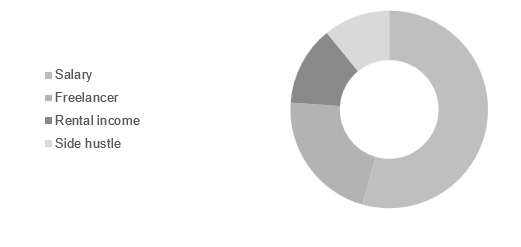 Salary
Freelancer
Rental income
Side hustle